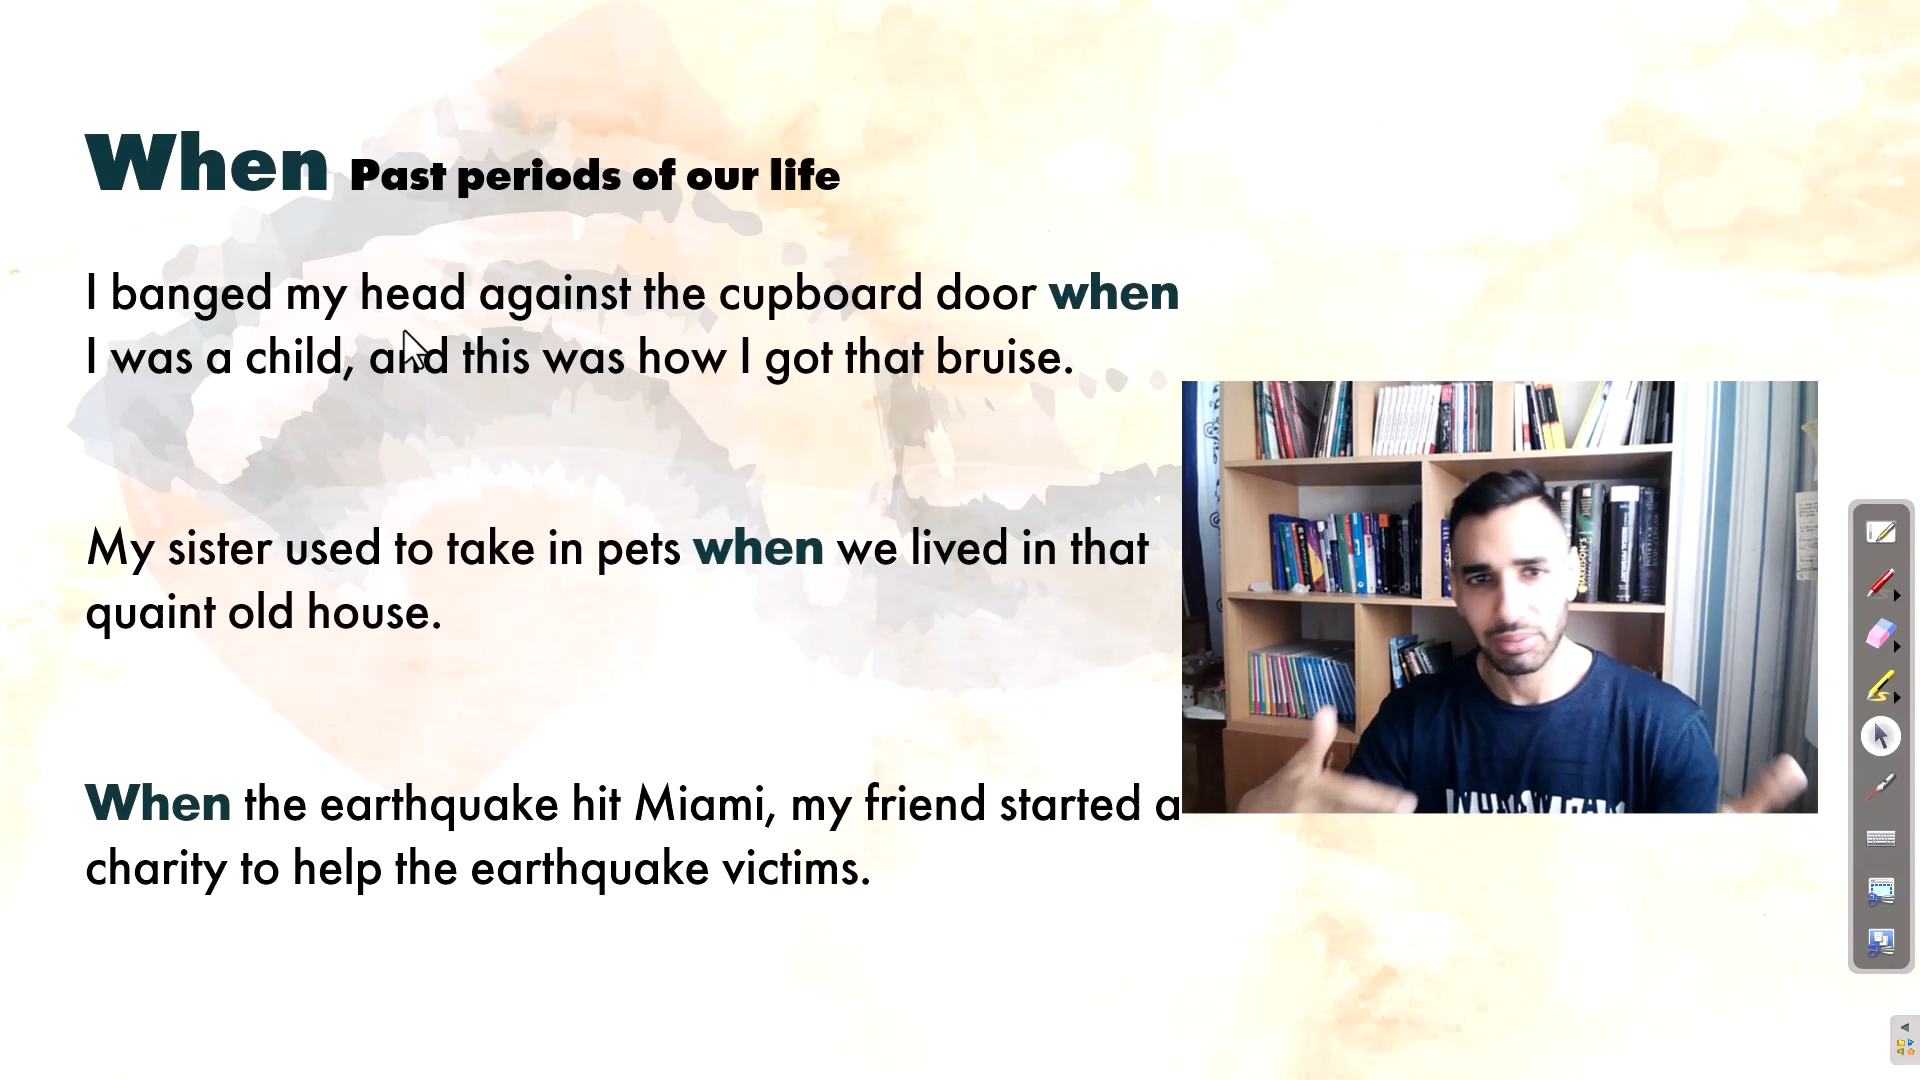 When Past periods of our life
I banged my head against the cupboard door when
I was a child, and this was how I got that bruise.
My sister used to take in pets when we lived in that
quaint old house.
When the earthquake hit Miami, my friend started a
charity to help the earthquake victims.